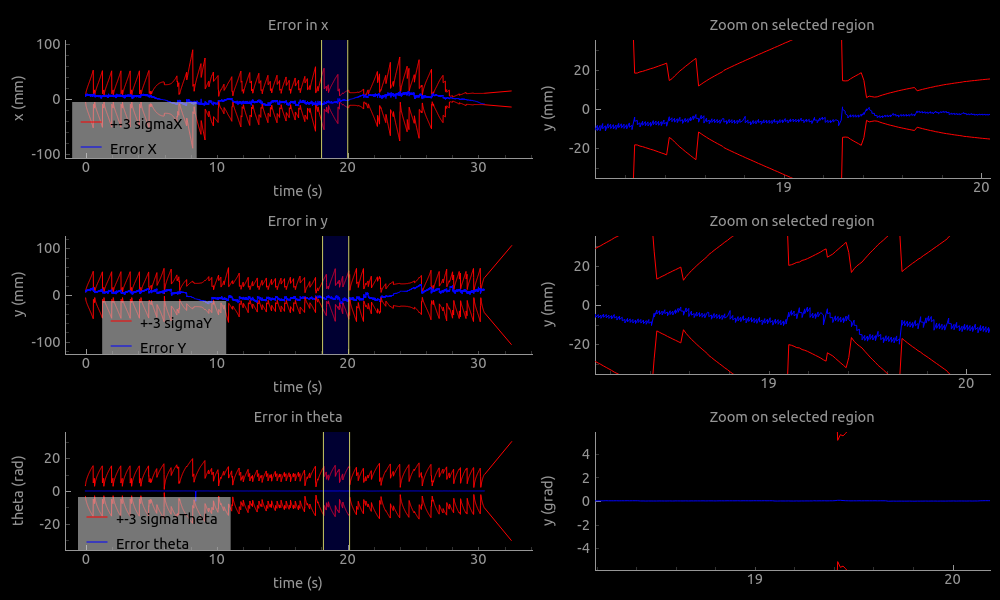 Error in x
Zoom on selected region
x (mm)
100
0
-100
+-3 sigmaX
Error X
0
10
20
30
time (s)
y (mm)
20
0
-20
19
20
Error in y
Zoom on selected region
y (mm)
100
0
-100
+-3 sigmaY
Error Y
0
10
20
30
time (s)
y (mm)
20
0
-20
19
20
Error in theta
Zoom on selected region
theta (rad)
20
0
-20
+-3 sigmaTheta
Error theta
0
10
20
30
time (s)
y (grad)
4
2
0
-2
-4
19
20